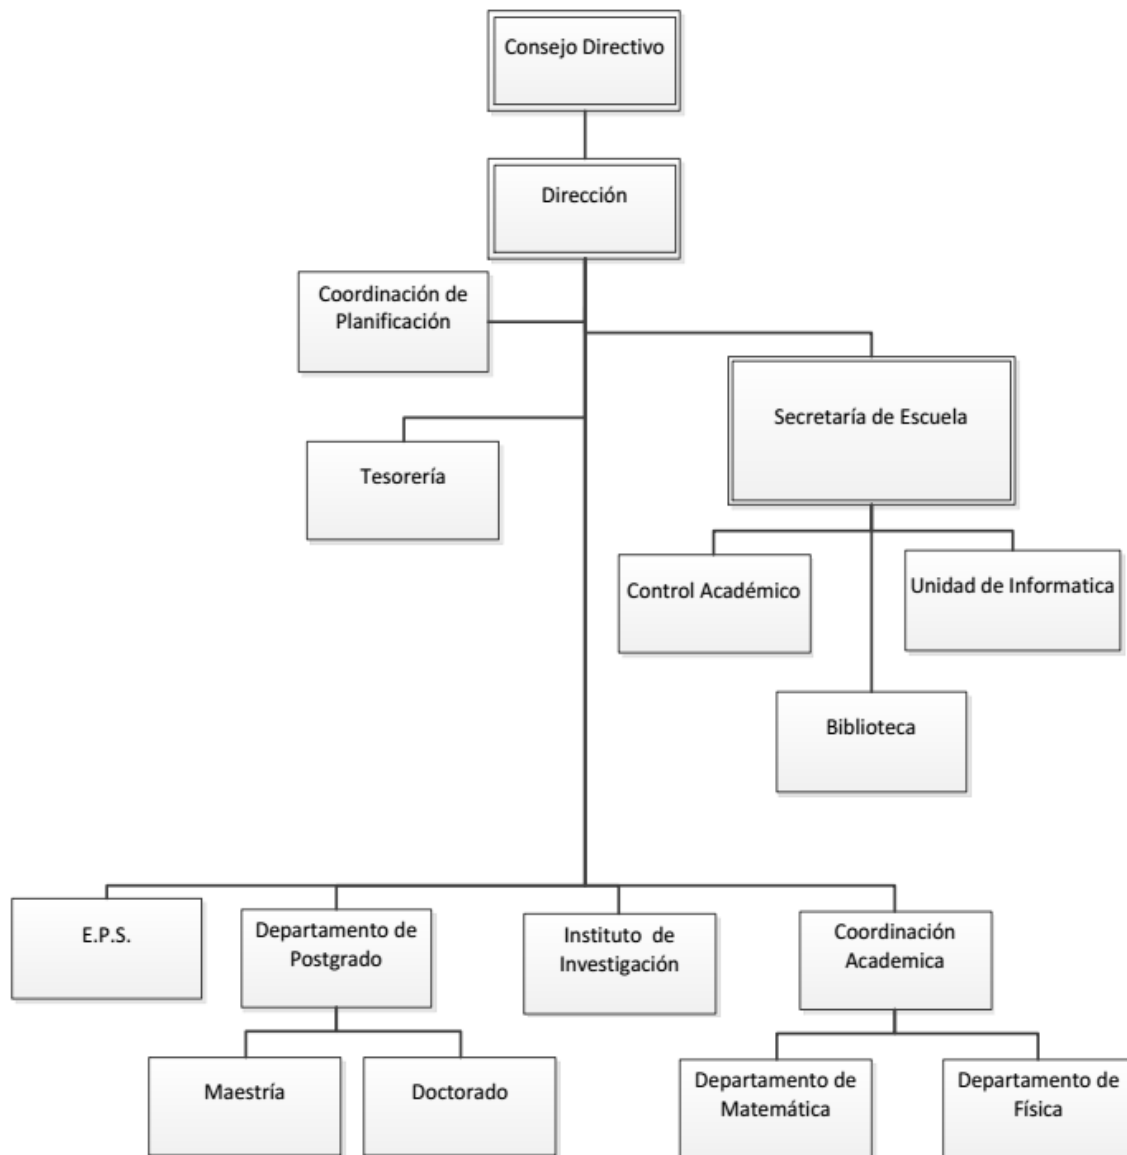 Consejo Directivo
Dirección
Coordinación de
Planificación
Secretaría de Escuela
Tesorería
Control Académico
Unidad de Informatica
Biblioteca
E.P.S.
Departamento de
Postgrado
Instituto de
Investigación
Coordinación
Academica
Maestría
Doctorado
Departamento de
Matemática
Departamento de
Física